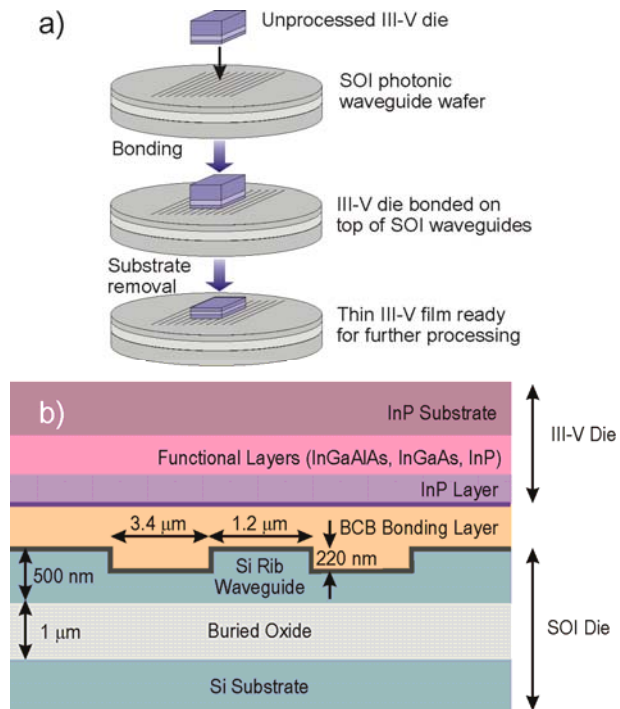 a)
Unprocessed III-V die
SOI photonic
waveguide wafer
Bonding
III-V die bonded on
top of SOI waveguides
Substrate
removal
Thin III-V film ready
for further processing
b)
InP Substrate
III-V Die
Functional Layers (InGaAlAs, InGaAs, InP)
InP Layer
3.4 μm
1.2 μm
BCB Bonding Layer
220 nm
500 nm
Si Rib
Waveguide
1 μm
Buried Oxide
SOI Die
Si Substrate